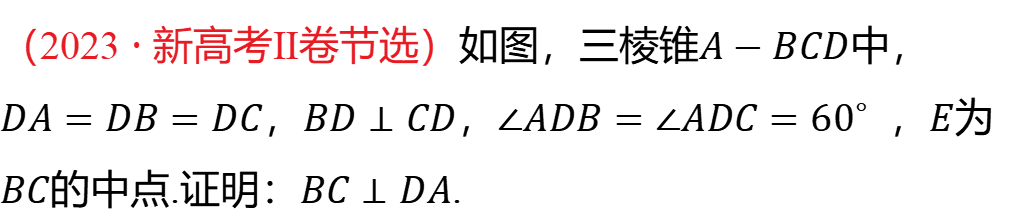 （2023·新高考II卷节选）如图，三棱锥A − BCD中，
DA = DB = DC，BD ⊥ CD，∠ADB = ∠ADC = 60°，E为
BC的中点.证明：BC ⊥ DA.